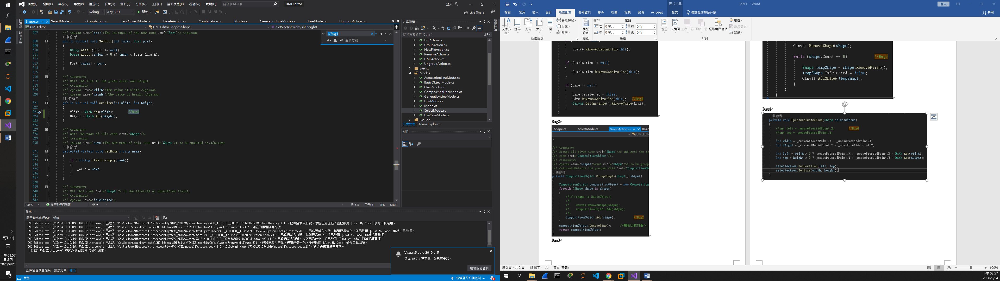 檔案(F) 編輯(E) 檢視(V) 專案(P) 建置(B) 偵錯(D) 測試(S) 分析(N) 工具(T) 延伸模組(X) 視窗(W) 說明(H) 搜尋 (Ctrl+Q) UMLEditor 登入
Debug Any CPU 開始 Live Share
Shape.cs SelectMode.cs GroupAction.cs BasicObjectMode.cs DeleteAction.cs Combination.cs Mode.cs GenerationLineMode.cs LineMode.cs UngroupAction.cs
UMLEditor UMLEditor.Shapes.Shape SetSize(int width, int height)
//Bug4
Aa 整個方案
507 /// <param name="port">The instance of the new <see cref="Port"/>.</param>
4 個參考
508 public virtual void SetPort(int index, Port port)
509 {
510 Debug.Assert(Ports != null);
511 Debug.Assert(index >= 0 && index < Ports.Length);
512
513 Ports[index] = port;
514 }
515
516 /// <summary>
517 /// Sets the size to the given width and height.
518 /// </summary>
519 /// <param name="width">The value of width.</param>
520 /// <param name="height">The value of height.</param>
11 個參考
521 public virtual void SetSize(int width, int height)
522 {
523 Width = Math.Abs(width); //Bug4
524 Height = Math.Abs(height);
525 }
526
527 /// <summary>
528 /// Sets the name of this <see cref="Shape"/>.
529 /// </summary>
530 /// <param name="name">The new name of this <see cref="Shape"/> to be updated to.</param>
3 個參考
531 protected virtual void SetName(string name)
532 {
533 if (!string.IsNullOrEmpty(name))
534 {
535 _name = name;
536 }
537 }
538
539 /// <summary>
540 /// Set this <see cref="Shape"/> to the selected or unselected status.
541 /// </summary>
542 /// <param name="isSelected">
100 % 找不到任何問題 行: 523 字元: 51 SPC CRLF
方案總管
搜尋方案總管 (Ctrl+;)
ExitAction.cs
GroupAction.cs
NewFileAction.cs
RenameAction.cs
UMLAction.cs
UngroupAction.cs
Events
Modes
AssociationLineMode.cs
BasicObjectMode.cs
ClassMode.cs
CompositionLineMode.cs
GenerationLineMode.cs
LineMode.cs
Mode.cs
SelectMode.cs
UseCaseMode.cs
Pseudo
方案總管 Team Explorer
屬性
輸出
顯示輸出來源(S): 偵錯
UML Editor.exe' (CLR v4.0.30319: UML Editor.exe): 已載入 'C:\Windows\Microsoft.Net\assembly\GAC_MSIL\System.Drawing\v4.0_4.0.0.0__b03f5f7f11d50a3a\System.Drawing.dll'。已略過載入符號。模組已最佳化，並已啟用 [Just My Code] 偵錯工具選項。
UML Editor.exe' (CLR v4.0.30319: UML Editor.exe): 已載入 'C:\Users\user\Downloads\UML-Editor\UMLEditor\UMLEditor\bin\Debug\MetroFramework.dll'。建置的模組沒有符號。
UML Editor.exe' (CLR v4.0.30319: UML Editor.exe): 已載入 'C:\Windows\Microsoft.Net\assembly\GAC_MSIL\System.Configuration\v4.0_4.0.0.0__b03f5f7f11d50a3a\System.Configuration.dll'。已略過載入符號。模組已最佳化，並已啟用 [Just My Code] 偵錯工具選項。
UML Editor.exe' (CLR v4.0.30319: UML Editor.exe): 已載入 'C:\Windows\Microsoft.Net\assembly\GAC_MSIL\System.Core\v4.0_4.0.0.0__b77a5c561934e089\System.Core.dll'。已略過載入符號。模組已最佳化，並已啟用 [Just My Code] 偵錯工具選項。
UML Editor.exe' (CLR v4.0.30319: UML Editor.exe): 已載入 'C:\Windows\Microsoft.Net\assembly\GAC_MSIL\System.Xml\v4.0_4.0.0.0__b77a5c561934e089\System.Xml.dll'。已略過載入符號。模組已最佳化，並已啟用 [Just My Code] 偵錯工具選項。
UML Editor.exe' (CLR v4.0.30319: UML Editor.exe): 已載入 'C:\Users\user\Downloads\UML-Editor\UMLEditor\UMLEditor\bin\Debug\MetroFramework.Fonts.dll'。已略過載入符號。模組已最佳化，並已啟用 [Just My Code] 偵錯工具選項。
UML Editor.exe' (CLR v4.0.30319: UML Editor.exe): 已載入 'C:\Windows\Microsoft.Net\assembly\GAC_MSIL\mscorlib.resources\v4.0_4.0.0.0_zh-Hant_b77a5c561934e089\mscorlib.resources.dll'。建置的模組沒有符號。
'[7132] UML Editor.exe' 程式以返回碼 0 (0x0) 結束。
套件管理器主控台 錯誤清單 輸出
Visual Studio 2019 更新
版本 16.7.4 已下載，並已可安裝。
檢視詳細資料
就緒 新增至原始檔控制 3
英
下午 03:57
星期四
2020/9/24
3
圖片工具 文件1 - Word 登入
檔案 常用 插入 設計 版面配置 參考資料 郵件 校閱 檢視 說明 Acrobat 格式 告訴我您想做什麼 共用
文字方向 邊界 方向 大小 欄 分隔符號 行號 斷字 稿紙設定 縮排 間距 左: 0 字元 右: 0 字元 前: 0 行 後: 0 行 位置 文繞圖 上移一層 下移一層 選取範圍窗格 對齊 組成群組 旋轉
版面設定 稿紙 段落 排列
{
Source.RemoveCombination(this);
}
if (Destination != null)
{
Destination.RemoveCombination(this);
}
if (Line != null)
{
Line.IsSelected = false;
Line.RemoveCombination(this); //Bug1
Canvas.GetInstance().RemoveShape(Line);
}
}
Bug2
Shape.cs SelectMode.cs GroupAction.cs Basic
UMLEdit
}
/// <summary>
/// Groups all given <see cref="Shape"/>s and gets the g
/// <see cref="CompositionObject"/>.
/// </summary>
/// <param name="shapes"><see cref="Shape"/>s to be group
/// <returns>Returns the grouped <see cref="CompositionOb
1 個參考
private CompositionObject GroupShapes(Shape[] shapes)
{
CompositionObject compositionObject = new Composition
foreach (Shape shape in shapes)
{
//if (shape is BasicObject)
//{
// Canvas.RemoveShape(shape);
// compositionObject.Add(shape);
//}
compositionObject.Add(shape); //Bug2
}
compositionObject.UpdateSize(); //刪除比較好看ㄟ
return compositionObject;
}
Bug3
Canvas.RemoveShape(shape);
while (shape.Count == 0) //Bug3
{
Shape tempShape = shape.RemoveFirst();
tempShape.IsSelected = false;
Canvas.AddShape(tempShape);
}
}
}
Bug4
1 個參考
private void UpdateSelectedArea(Shape selectedArea)
{
//int left = _mousePressedPoint.X; //Bug4
//int top = _mousePressedPoint.Y;
int width = _currentMousePoint.X - _mousePressedPoint.X;
int height = _currentMousePoint.Y - _mousePressedPoint.Y;
int left = width > 0 ? _mousePressedPoint.X : _mousePressedPoint.X - Math.Abs(width);
int top = height > 0 ? _mousePressedPoint.Y : _mousePressedPoint.Y - Math.Abs(height);
selectedArea.SetLocation(left, top);
selectedArea.SetSize(width, height);
}
第 2 頁，共 2 頁 15 個字 英文 (美國) 100%
下午 03:57
2020/9/24